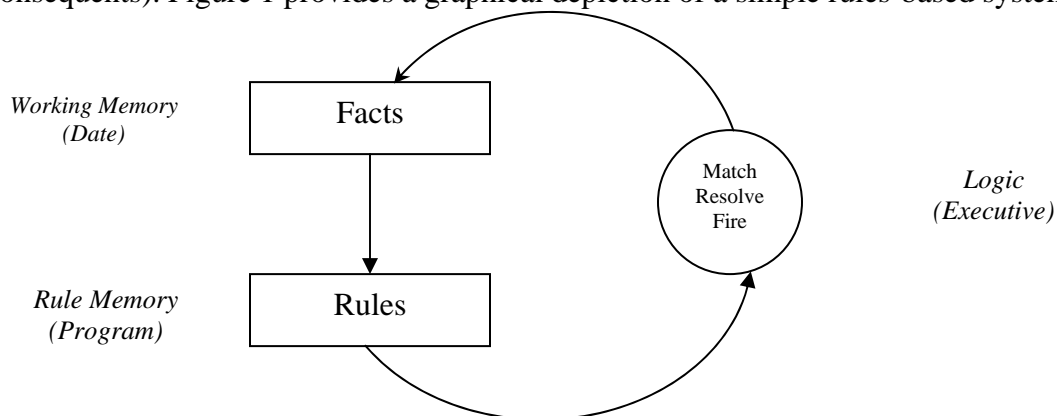 onsequents). Figure 1 provides a graphical depiction of a simple rules-based system
Working Memory
(Date)
Facts
Match
Resolve
Fire
Logic
(Executive)
Rule Memory
(Program)
Rules